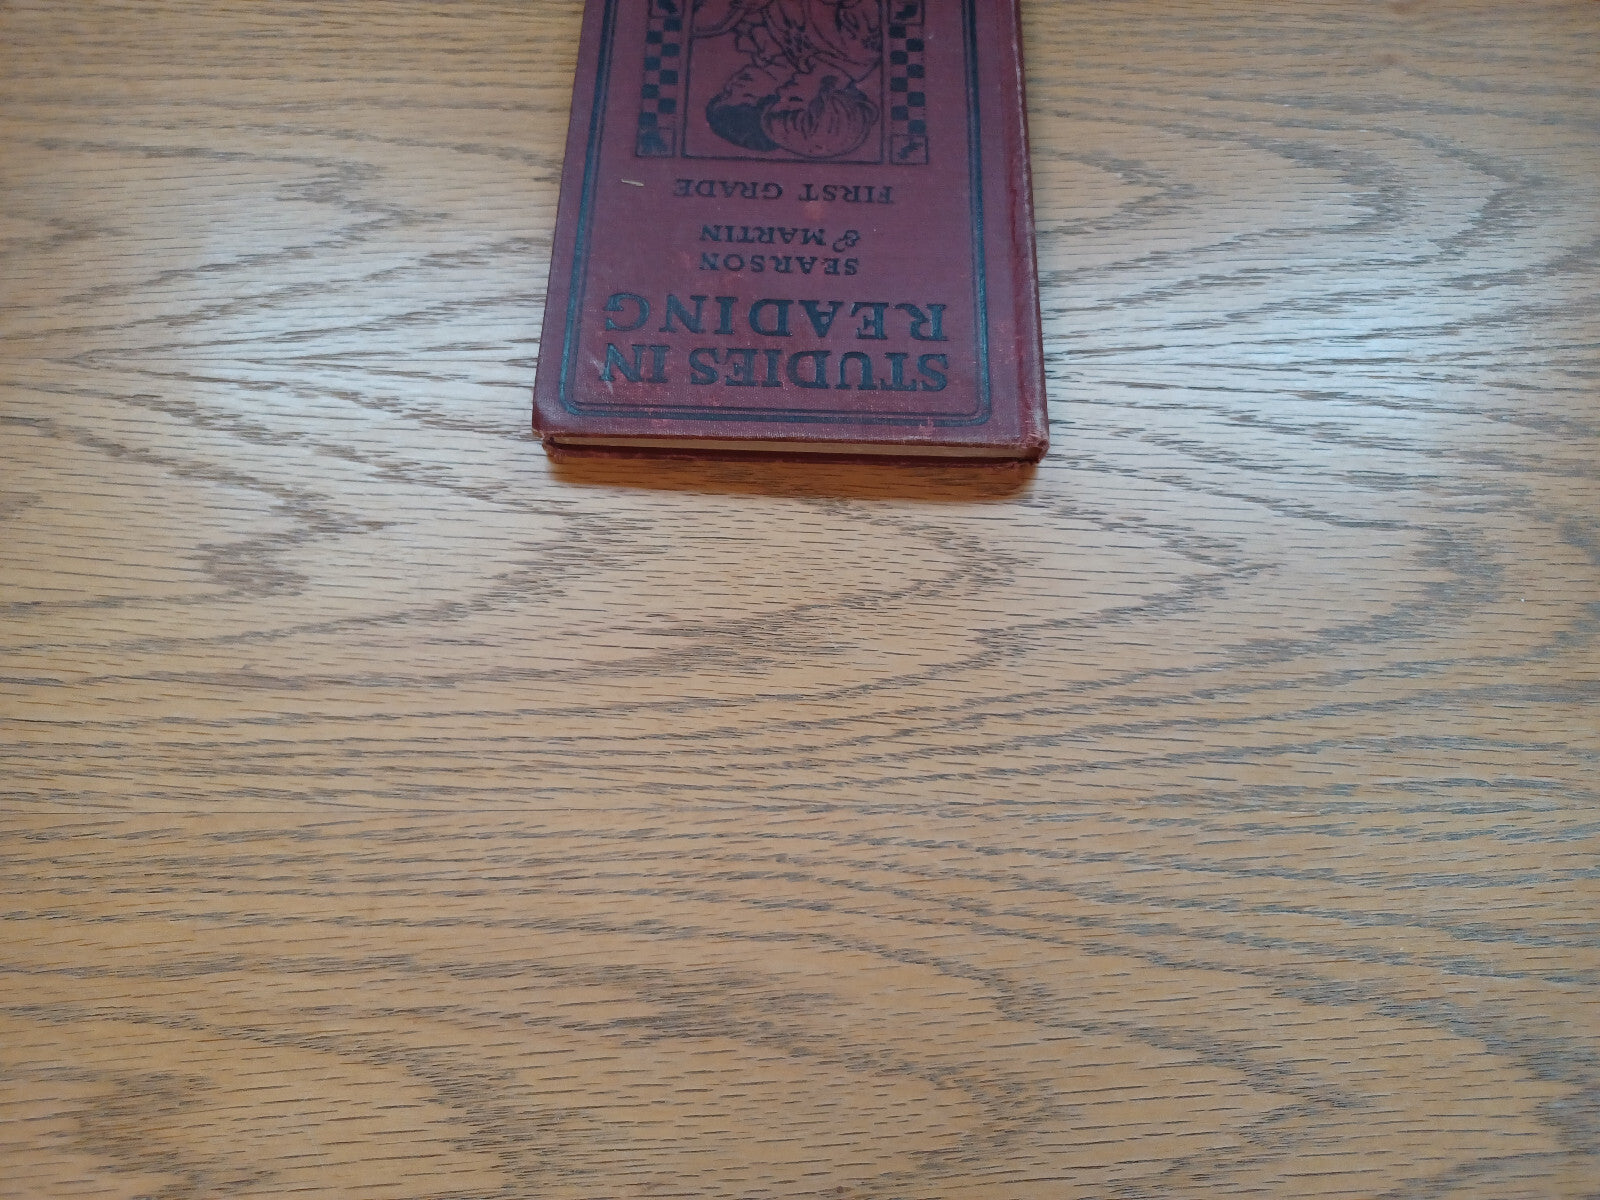 STUDIES IN
READING
SEARSON
& MARTIN
FIRST GRADE